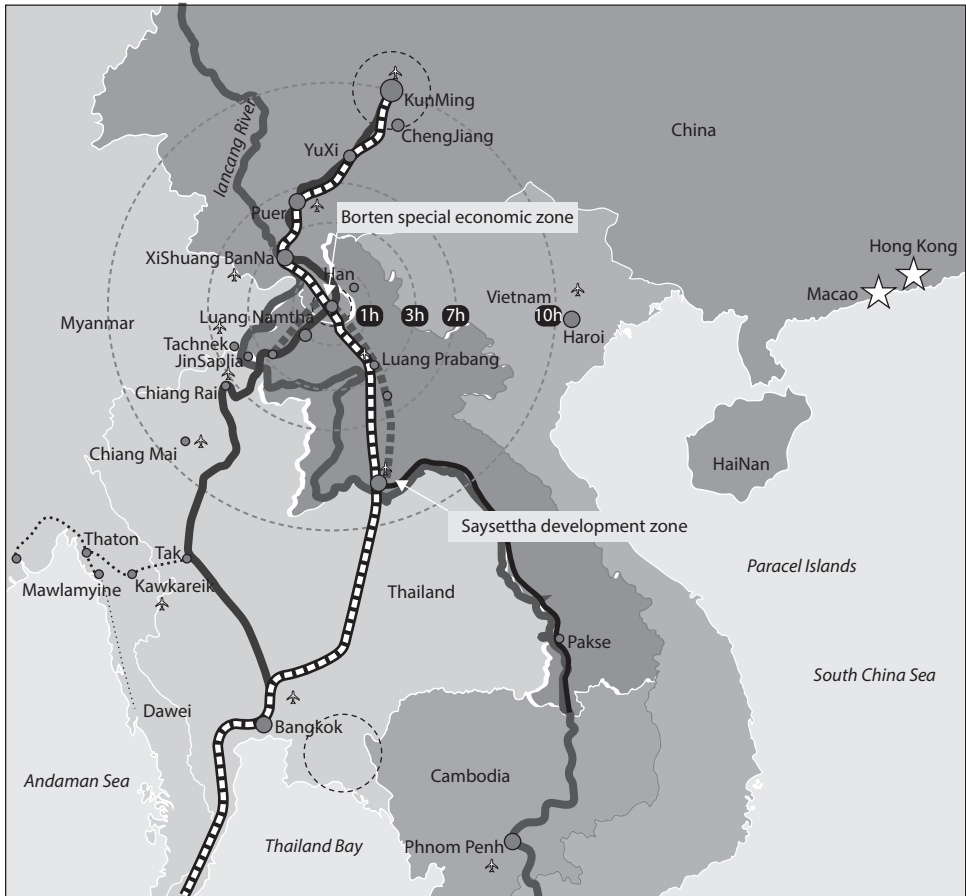 KunMing
ChengJiang
lancang River
China
YuXi
Puer
Borten special economic zone
Hong Kong
XiShuang BanNa
Han
Macao
Vietnam
Myanmar
Luang Namtha
1h
3h
7h
10h
Haroi
Tachnek
JinSapJia
Luang Prabang
Chiang Rai
Chiang Mai
HaiNan
Saysettha development zone
Thaton
Tak
Mawlamyine
Kawkareik
Thailand
Paracel Islands
Pakse
South China Sea
Dawei
Bangkok
Andaman Sea
Cambodia
Thailand Bay
Phnom Penh